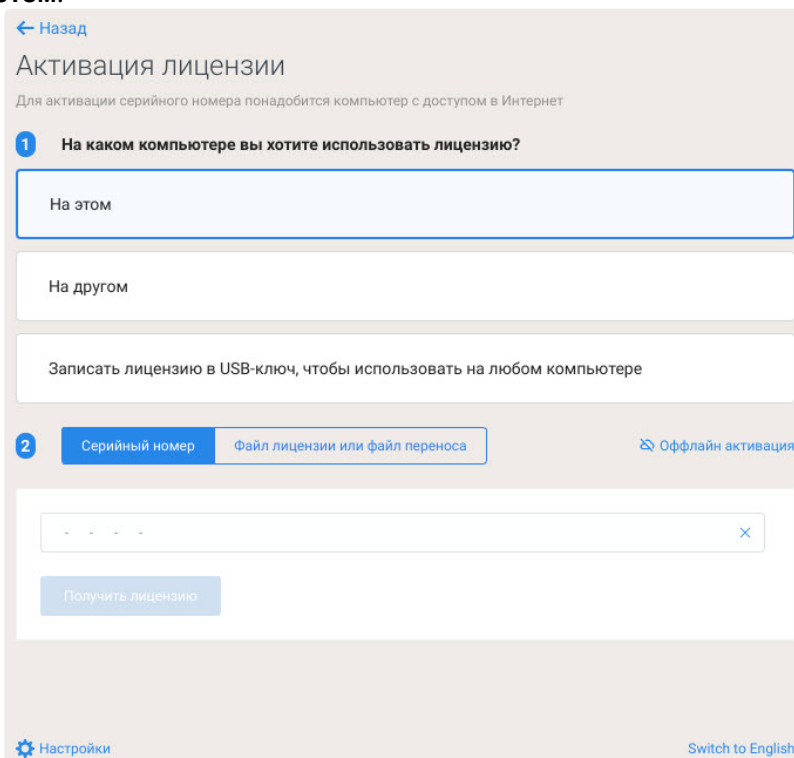 ← Назад
Активация лицензии
Для активации серийного номера понадобится компьютер с доступом в Интернет
1 На каком компьютере вы хотите использовать лицензию?
На этом
На другом
Записать лицензию в USB-ключ, чтобы использовать на любом компьютере
2 Серийный номер Файл лицензии или файл переноса Оффлайн активация
- - - -
Получить лицензию
Настройки Switch to English